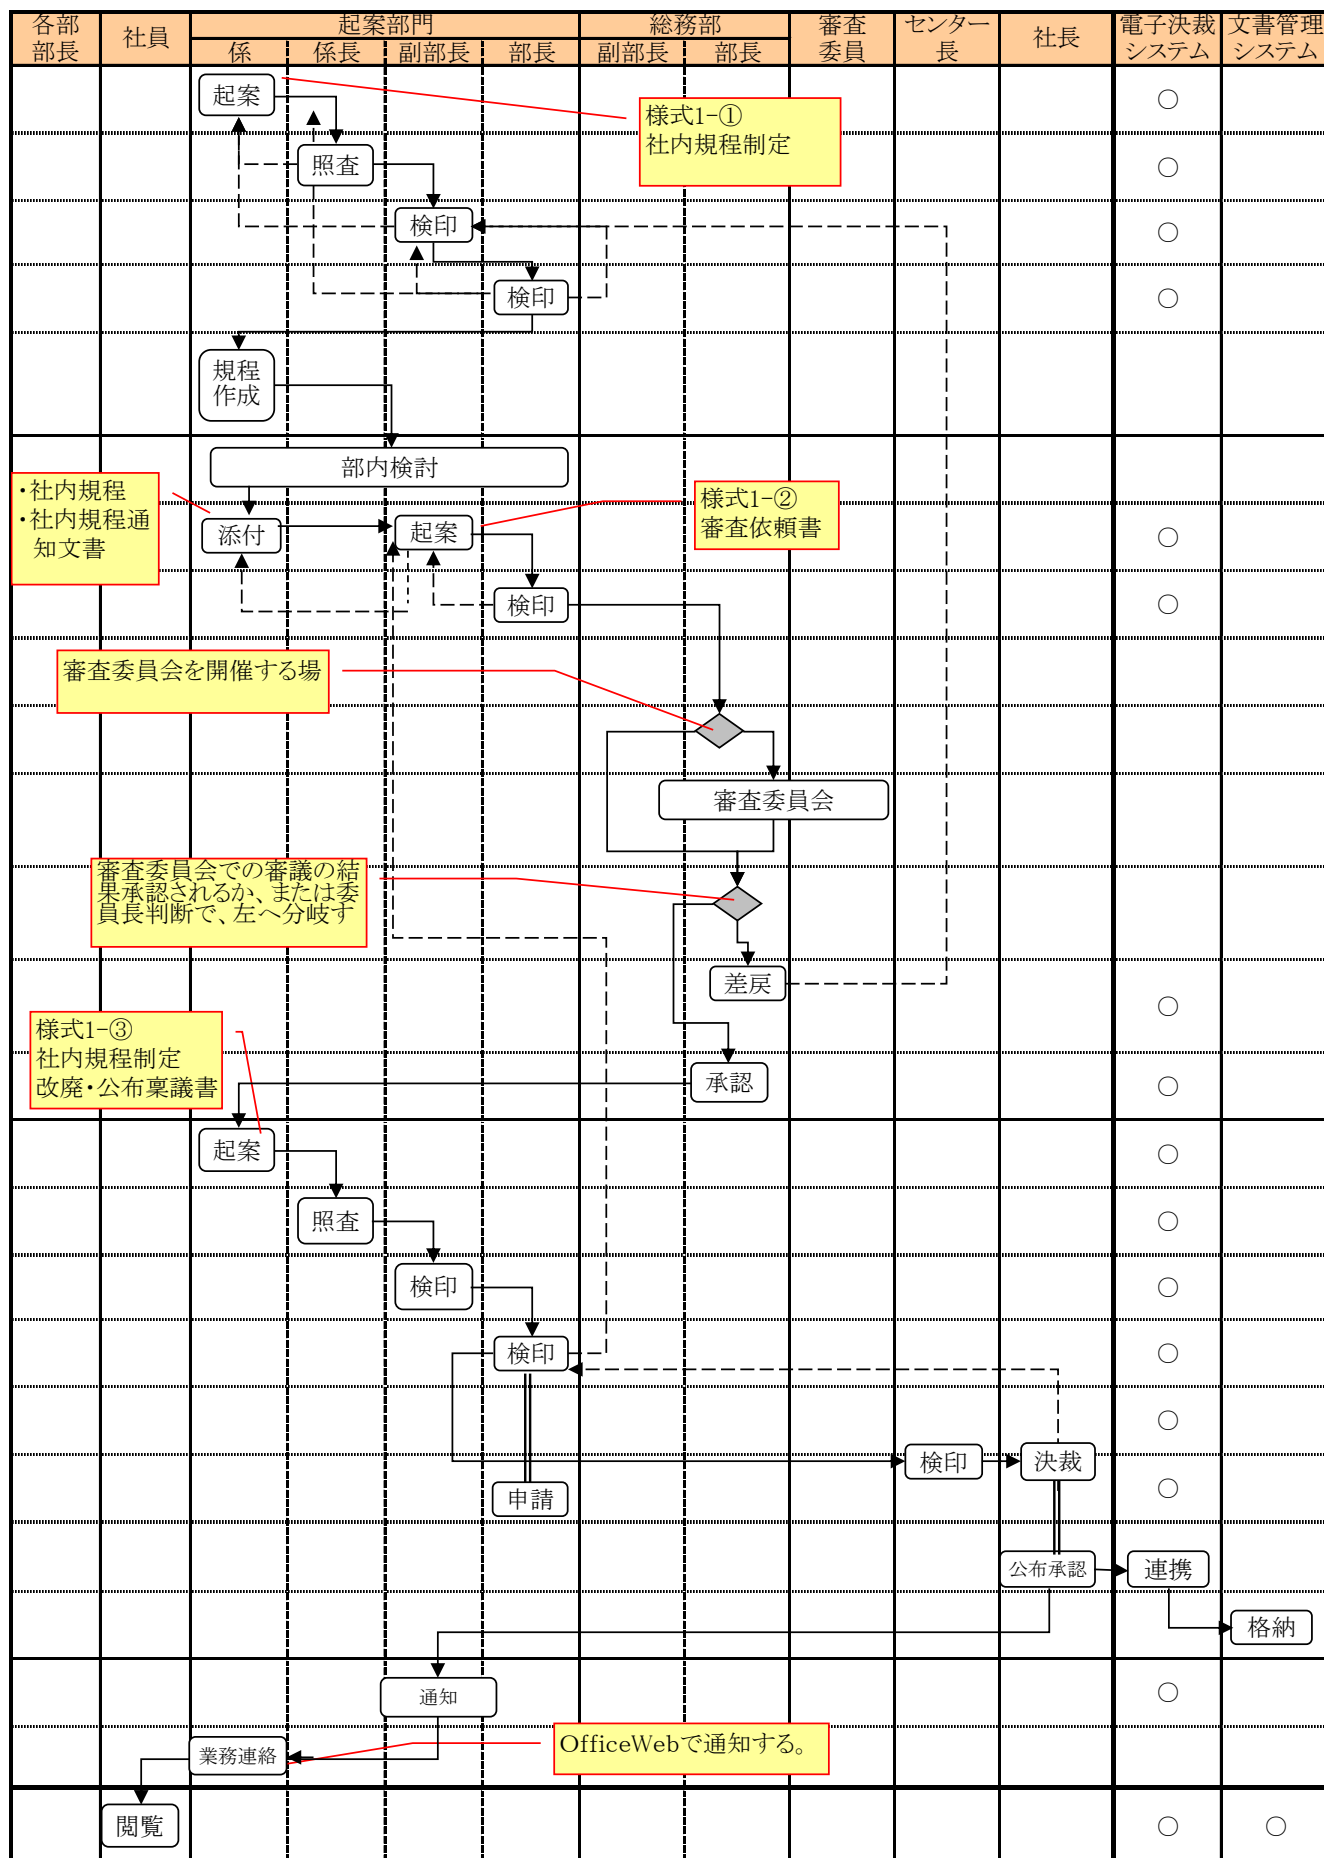 各部
部長
社員
起案部門
係
係長
副部長
部長
総務部
副部長
部長
審査
委員
センター
長
社長
電子決裁
システム
文書管理
システム
起案
○
様式1-①
社内規程制定
照査
○
検印
○
検印
○
規程
作成
部内検討
・社内規程
・社内規程通
知文書
様式1-②
審査依頼書
添付
起案
○
検印
○
審査委員会を開催する場
審査委員会
審査委員会での審議の結
果承認されるか、または委
員長判断で、左へ分岐す
差戻
○
様式1-③
社内規程制定
改廃・公布稟議書
承認
○
起案
○
照査
○
検印
○
検印
○
○
検印
決裁
申請
○
公布承認
連携
格納
通知
○
業務連絡
OfficeWebで通知する。
閲覧
○
○